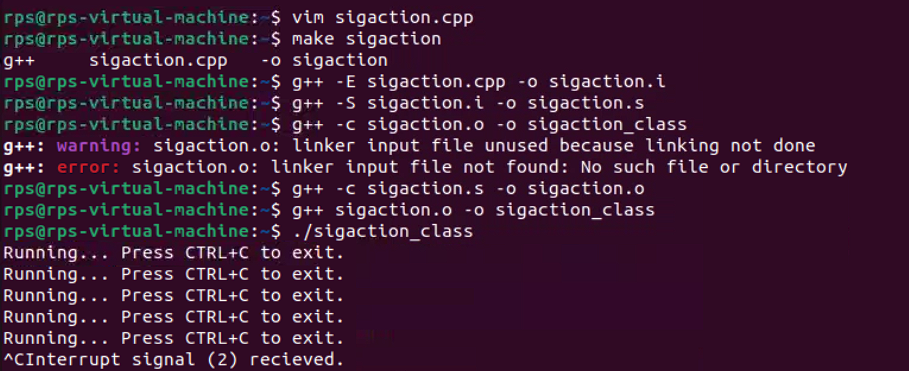 rps@rps-virtual-machine:~$ vim sigaction.cpp
rps@rps-virtual-machine:~$ make sigaction
g++     sigaction.cpp   -o sigaction
rps@rps-virtual-machine:~$ g++ -E sigaction.cpp -o sigaction.i
rps@rps-virtual-machine:~$ g++ -S sigaction.i -o sigaction.s
rps@rps-virtual-machine:~$ g++ -c sigaction.o -o sigaction_class
g++: warning: sigaction.o: linker input file unused because linking not done
g++: error: sigaction.o: linker input file not found: No such file or directory
rps@rps-virtual-machine:~$ g++ -c sigaction.s -o sigaction.o
rps@rps-virtual-machine:~$ g++ sigaction.o -o sigaction_class
rps@rps-virtual-machine:~$ ./sigaction_class
Running... Press CTRL+C to exit.
Running... Press CTRL+C to exit.
Running... Press CTRL+C to exit.
Running... Press CTRL+C to exit.
Running... Press CTRL+C to exit.
^CInterrupt signal (2) recieved.